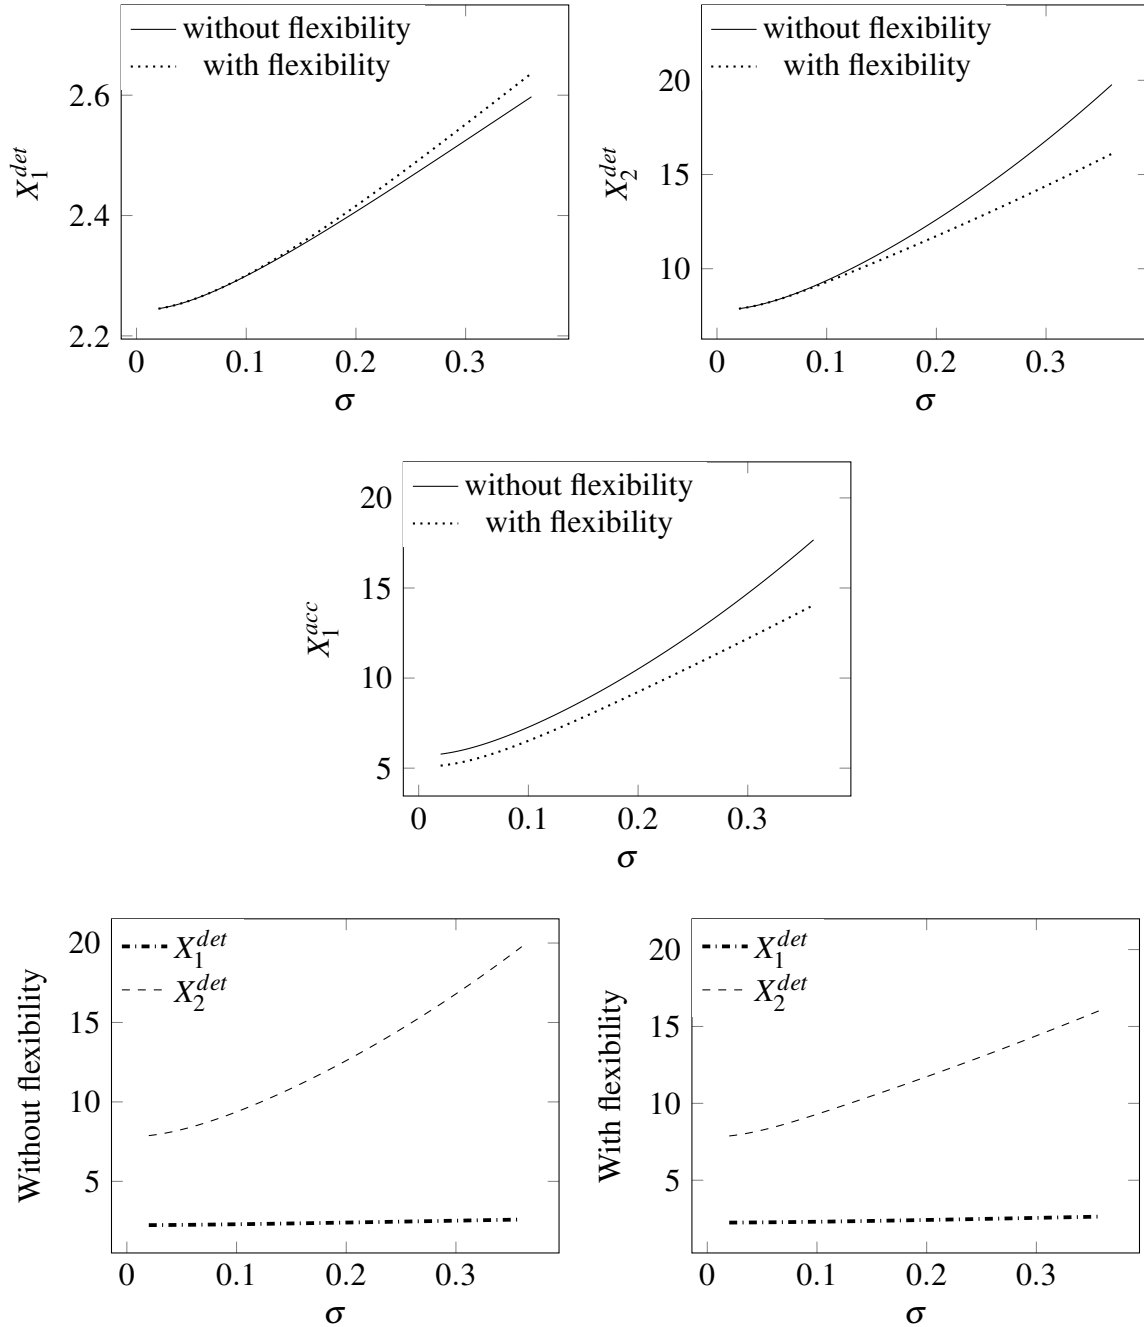 without flexibility
with flexibility
2.6
2.4
2.2
X_1^{det}
0 0.1 0.2 0.3
σ
without flexibility
with flexibility
20
15
10
X_2^{det}
0 0.1 0.2 0.3
σ
without flexibility
with flexibility
20
15
10
5
X_1^{acc}
0 0.1 0.2 0.3
σ
X_1^{det}
X_2^{det}
20
15
10
5
Without flexibility
0 0.1 0.2 0.3
σ
X_1^{det}
X_2^{det}
20
15
10
5
With flexibility
0 0.1 0.2 0.3
σ